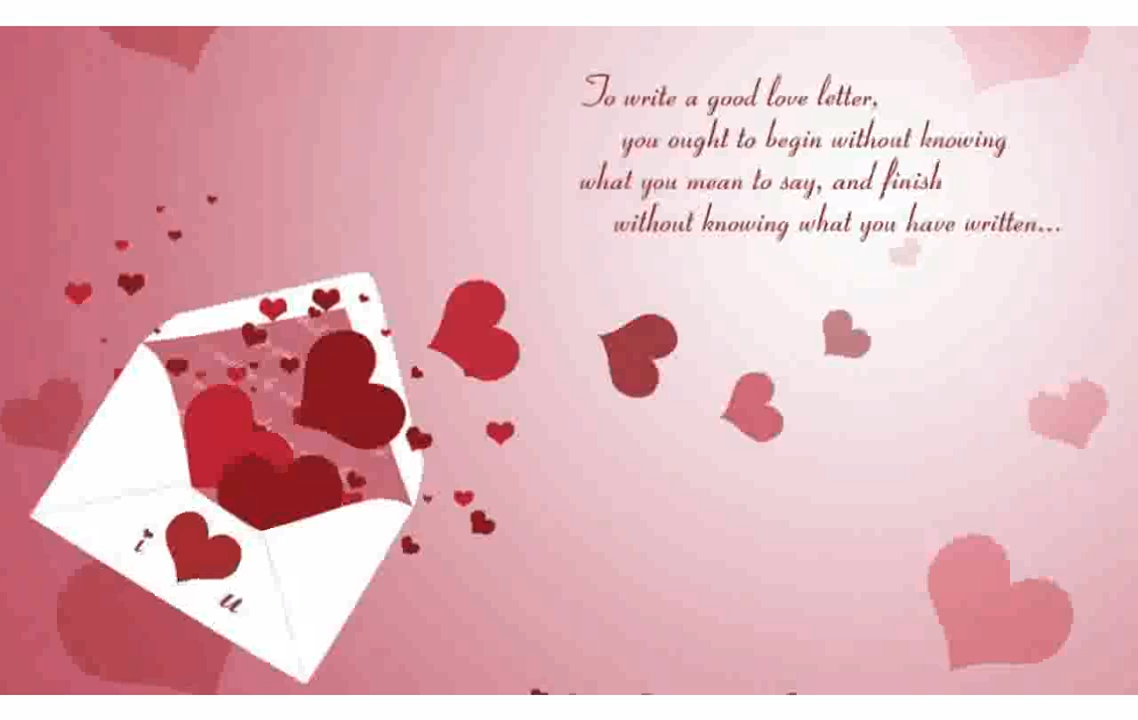 To write a good love letter,
you ought to begin without knowing
what you mean to say, and finish
without knowing what you have written...
i
u